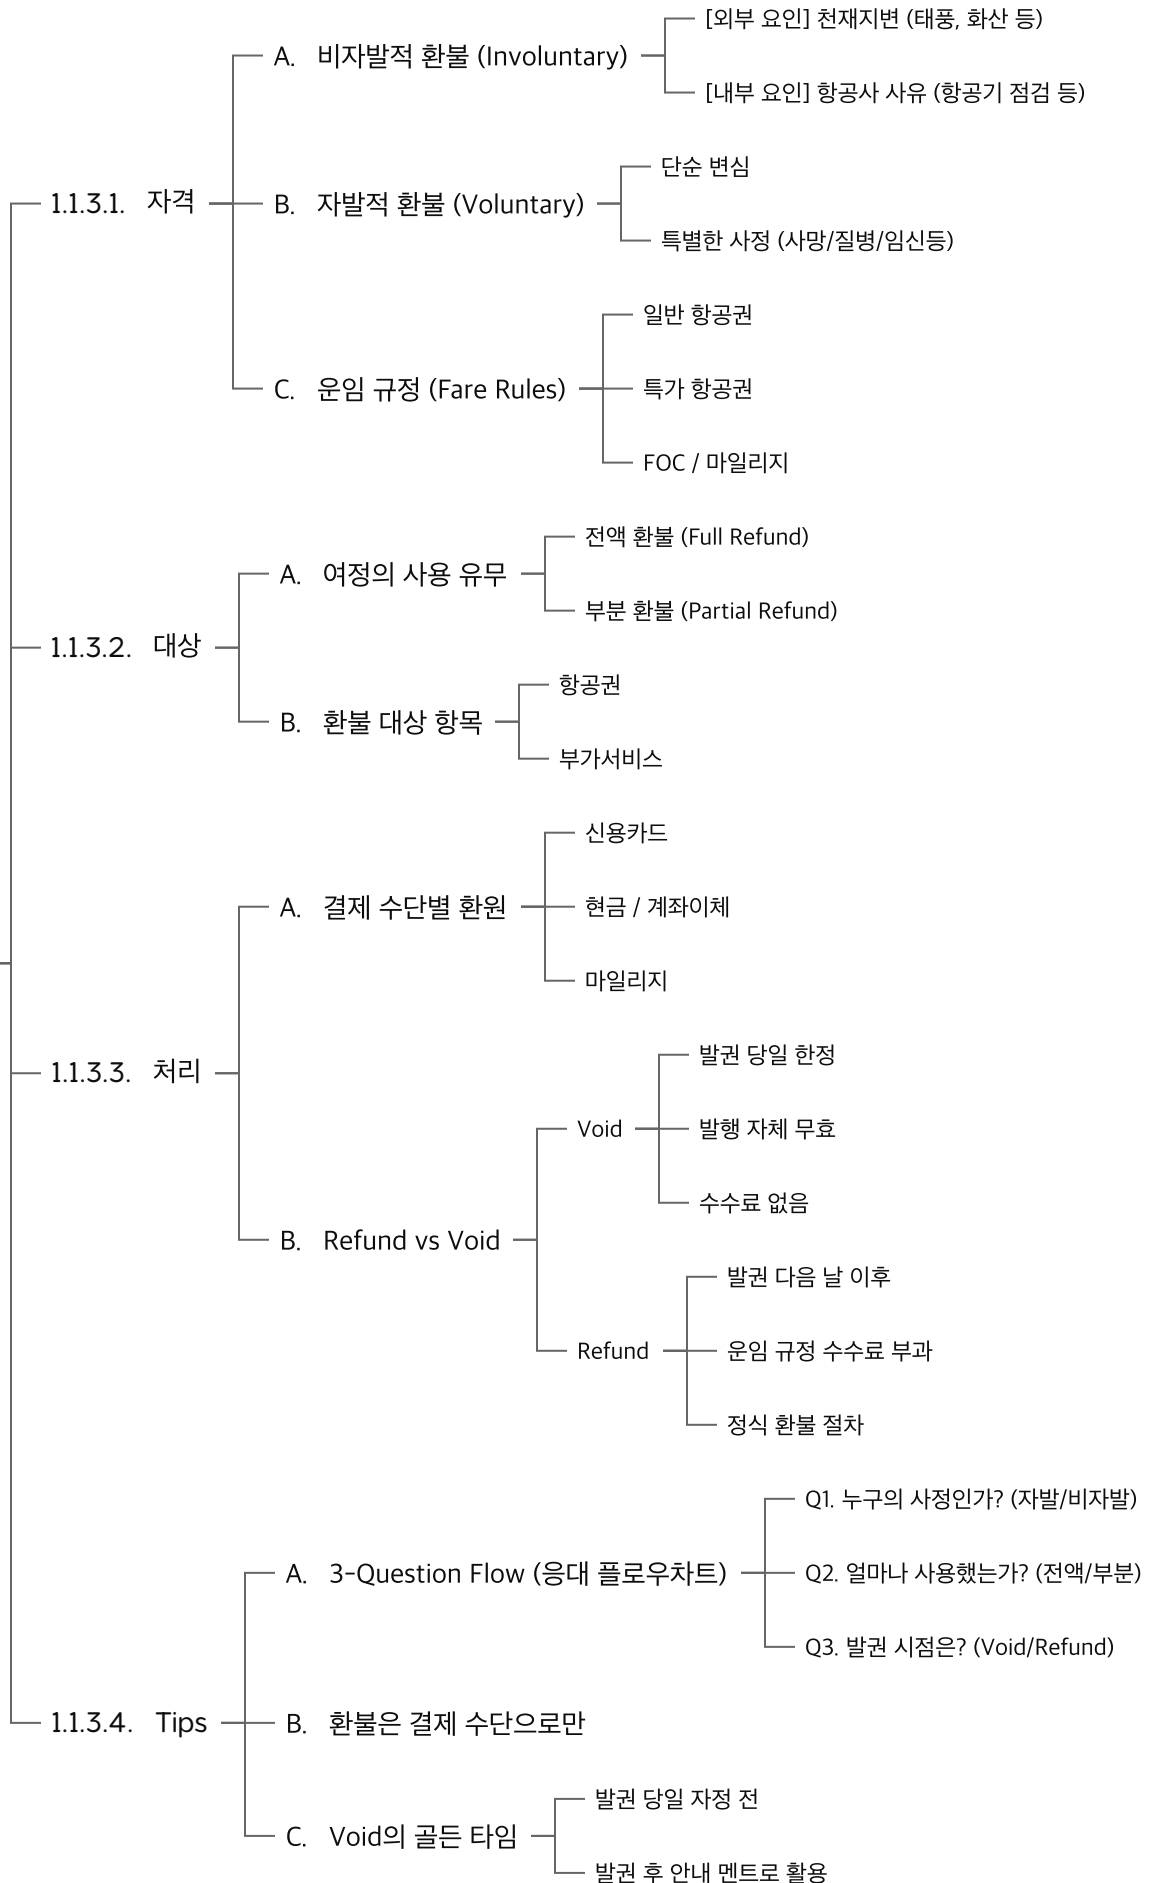 1.1.3.1. 자격
A. 비자발적 환불 (Involuntary)
[외부 요인] 천재지변 (태풍, 화산 등)
[내부 요인] 항공사 사유 (항공기 점검 등)
B. 자발적 환불 (Voluntary)
단순 변심
특별한 사정 (사망/질병/임신등)
C. 운임 규정 (Fare Rules)
일반 항공권
특가 항공권
FOC / 마일리지
1.1.3.2. 대상
A. 여정의 사용 유무
전액 환불 (Full Refund)
부분 환불 (Partial Refund)
B. 환불 대상 항목
항공권
부가서비스
1.1.3.3. 처리
A. 결제 수단별 환원
신용카드
현금 / 계좌이체
마일리지
B. Refund vs Void
Void
발권 당일 한정
발행 자체 무효
수수료 없음
Refund
발권 다음 날 이후
운임 규정 수수료 부과
정식 환불 절차
1.1.3.4. Tips
A. 3-Question Flow (응대 플로우차트)
Q1. 누구의 사정인가? (자발/비자발)
Q2. 얼마나 사용했는가? (전액/부분)
Q3. 발권 시점은? (Void/Refund)
B. 환불은 결제 수단으로만
C. Void의 골든 타임
발권 당일 자정 전
발권 후 안내 멘트로 활용